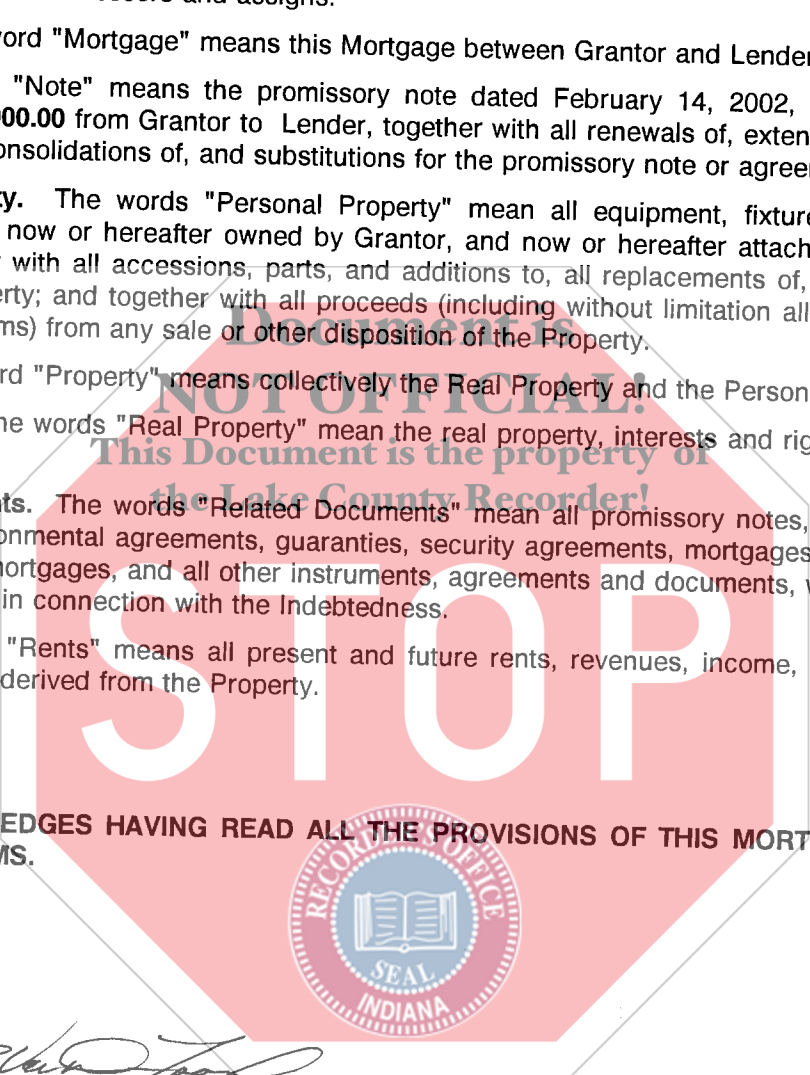 and assigns.
ord "Mortgage" means this Mortgage between Grantor and Lender
"Note" means the promissory note dated February 14, 2002,
00.00 from Grantor to Lender, together with all renewals of, exten
onsolidations of, and substitutions for the promissory note or agree
ty. The words "Personal Property" mean all equipment, fixture
now or hereafter owned by Grantor, and now or hereafter attach
with all accessions, parts, and additions to, all replacements of,
erty; and together with all proceeds (including without limitation all
ms) from any sale or other disposition of the Property.
Document is
rd "Property" means collectively the Real Property and the Person
NOT OFFICIAL!
he words "Real Property" mean the real property, interests and rig
This Document is the property of
the Lake County Recorder!
ts. The words "Related Documents" mean all promissory notes,
onmental agreements, guaranties, security agreements, mortgages
ortgages, and all other instruments, agreements and documents,
in connection with the Indebtedness.
STOP
"Rents" means all present and future rents, revenues, income,
derived from the Property.
EDGES HAVING READ ALL THE PROVISIONS OF THIS MORT
MS.
RECORDER'S OFFICE
SEAL
INDIANA